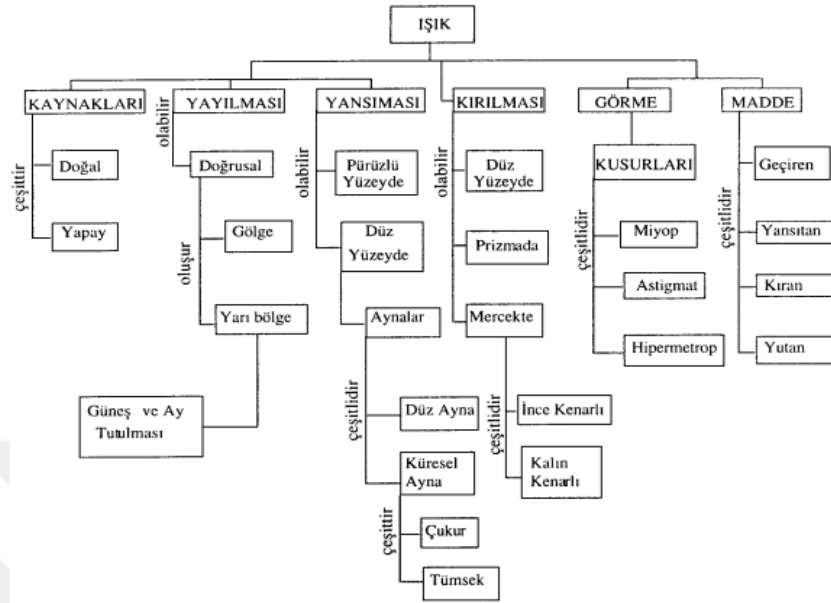 IŞIK
KAYNAKLARI
YAYILMASI
YANSIMASI
KIRILMASI
GÖRME
MADDE
çeşittir
Doğal
Yapay
olabilir
Doğrusal
oluşur
Gölge
Yarı bölge
Güneş ve Ay
Tutulması
olabilir
Pürüzlü
Yüzeyde
Düz
Yüzeyde
Aynalar
çeşitlidir
Düz Ayna
Küresel
Ayna
çeşittir
Çukur
Tümsek
olabilir
Düz
Yüzeyde
Prizmada
Mercekte
çeşitlidir
İnce Kenarlı
Kalın
Kenarlı
KUSURLARI
çeşitlidir
Miyop
Astigmat
Hipermetrop
çeşitlidir
Geçiren
Yansıtan
Kıran
Yutan